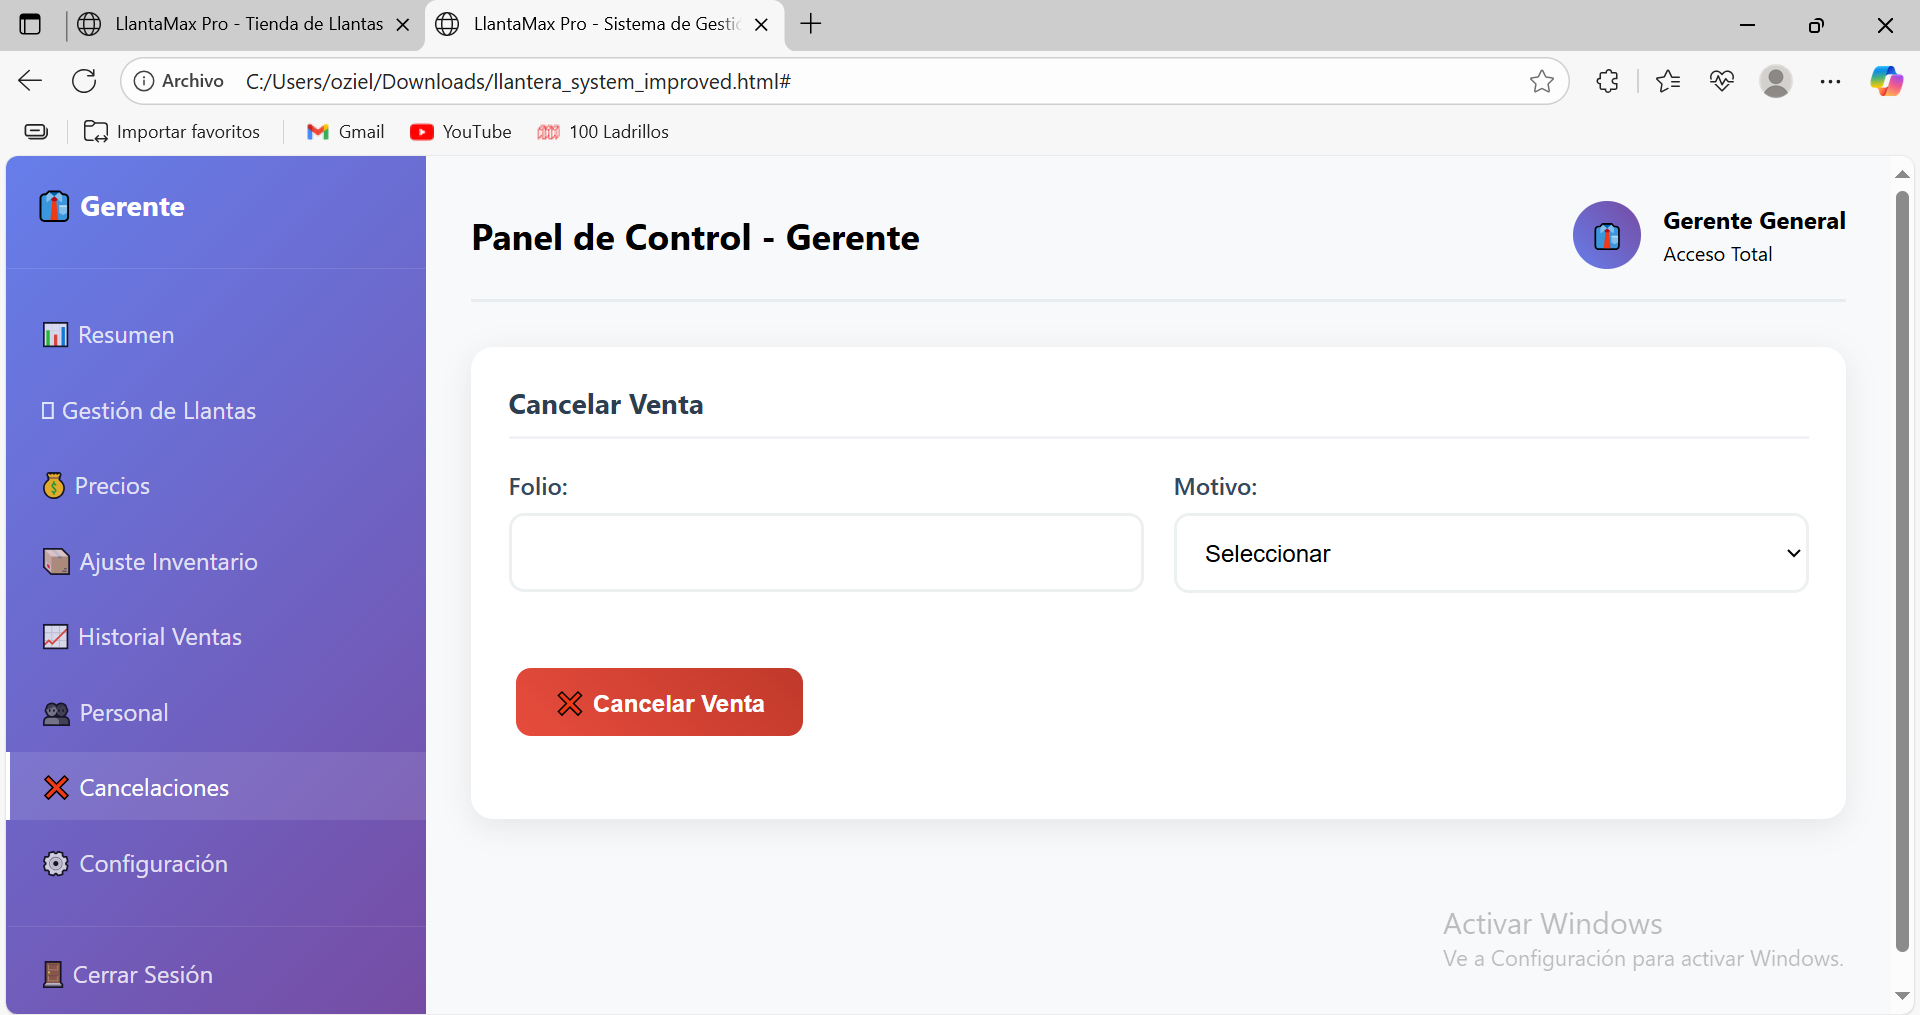 LlantaMax Pro - Tienda de Llantas
LlantaMax Pro - Sistema de Gesti
Archivo
C:/Users/oziel/Downloads/llantera_system_improved.html#
Importar favoritos
Gmail
YouTube
100 Ladrillos
Gerente
Resumen
Gestión de Llantas
Precios
Ajuste Inventario
Historial Ventas
Personal
Cancelaciones
Configuración
Cerrar Sesión
Panel de Control - Gerente
Gerente General
Acceso Total
Cancelar Venta
Folio:
Motivo:
Seleccionar
Cancelar Venta
Activar Windows
Ve a Configuración para activar Windows.